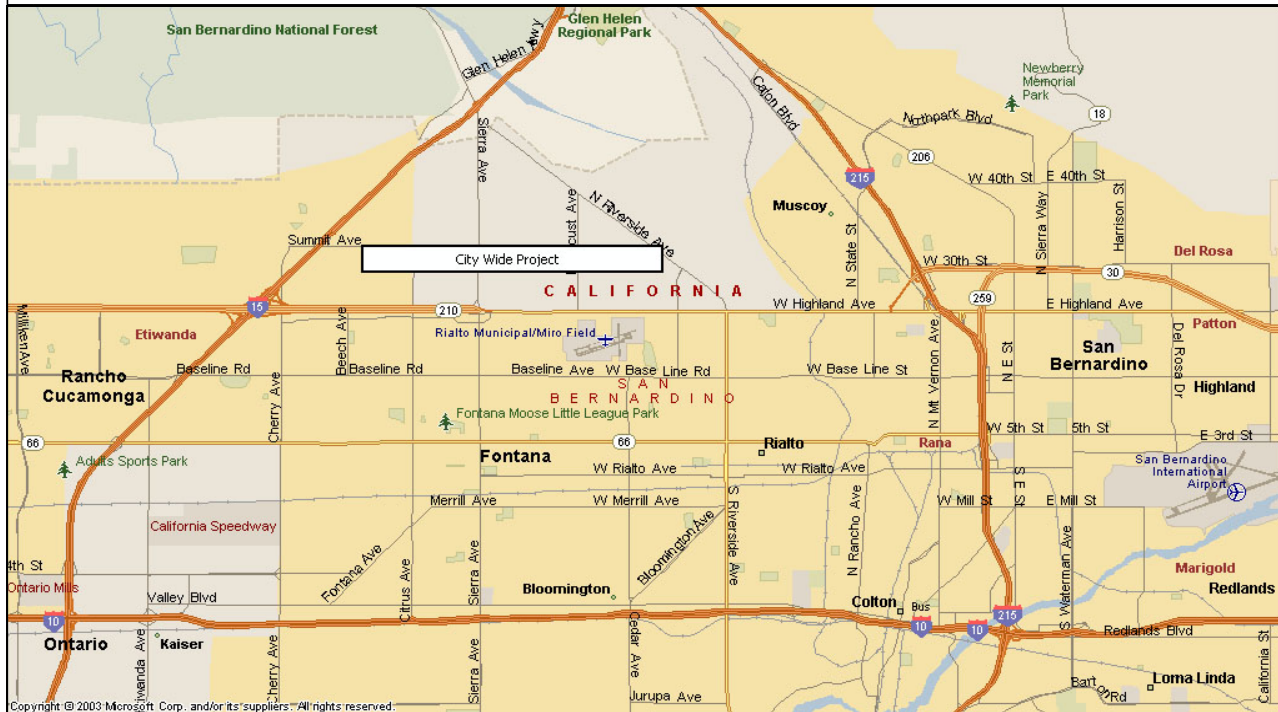 San Bernardino National Forest
Glen Helen
Regional Park
Glen Helen Pkwy
Cajon Blvd
Newberry
Memorial
Park
18
Northpark Blvd
206
Sierra Ave
215
W 40th St
E 40th St
N Riverside Ave
Muscoy
N State St
N Sierra Way
Harrison St
Summit Ave
City Wide Project
W 30th St
Del Rosa
30
CALIFORNIA
15
210
W Highland Ave
259
E Highland Ave
Milliken Ave
Etiwanda
Beech Ave
Rialto Municipal/Miro Field
Patton
N Mt Vernon Ave
N E St
San
Bernardino
Del Rosa Dr
Rancho
Cucamonga
Baseline Rd
Baseline Ave
W Base Line Rd
W Base Line St
SAN
BERNARDINO
Highland
Cherry Ave
Fontana Moose Little League Park
66
66
Fontana
Rialto
Rana
W 5th St
5th St
E 3rd St
Adults Sports Park
W Rialto Ave
W Rialto Ave
San Bernardino
International
Airport
Merrill Ave
W Merrill Ave
S Riverside Ave
W Mill St
S E St
E Mill St
California Speedway
Bloomington Ave
N Rancho Ave
4th St
Fontana Ave
Citrus Ave
Sierra Ave
Marigold
Ontario Mills
Valley Blvd
Bloomington
Colton
Bus
S Waterman Ave
Redlands
10
10
10
215
Redlands Blvd
Ontario
Kaiser
Cherry Ave
Sierra Ave
Cedar Ave
California St
Loma Linda
Barton Rd
Jurupa Ave
Copyright © 2003 Microsoft Corp. and/or its suppliers. All rights reserved.